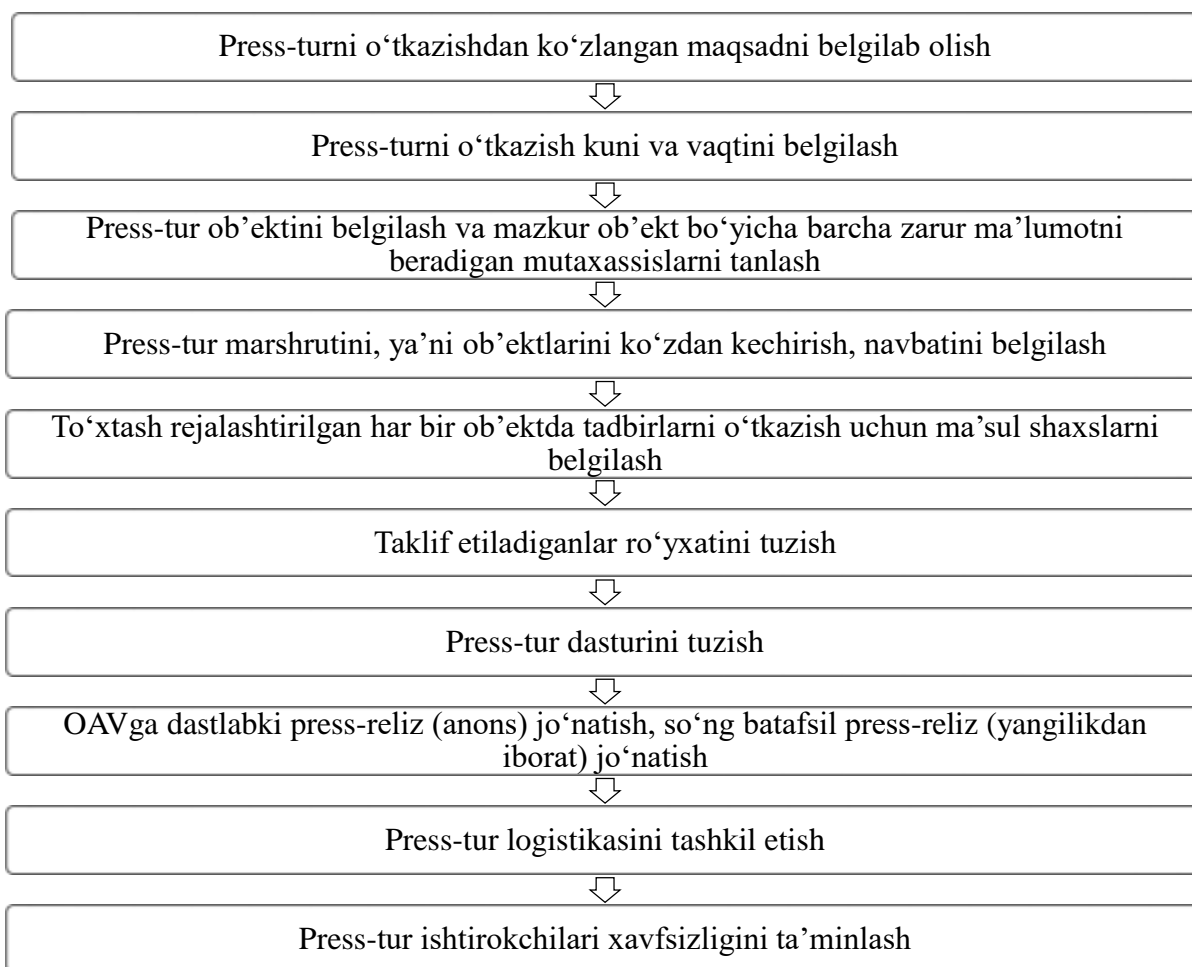 Press-turni o‘tkazishdan ko‘zlangan maqsadni belgilab olish
Press-turni o‘tkazish kuni va vaqtini belgilash
Press-tur ob’ektini belgilash va mazkur ob’ekt bo‘yicha barcha zarur ma’lumotni
beradigan mutaxassislarni tanlash
Press-tur marshrutini, ya’ni ob’ektlarini ko‘zdan kechirish, navbatini belgilash
To‘xtash rejalashtirilgan har bir ob’ektda tadbirlarni o‘tkazish uchun ma’sul shaxslarni
belgilash
Taklif etiladiganlar ro‘yxatini tuzish
Press-tur dasturini tuzish
OAVga dastlabki press-reliz (anons) jo‘natish, so‘ng batafsil press-reliz (yangilikdan
iborat) jo‘natish
Press-tur logistikasini tashkil etish
Press-tur ishtirokchilari xavfsizligini ta’minlash